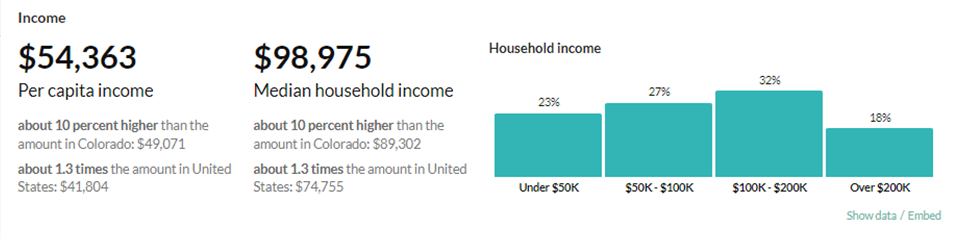 Income
$54,363
Per capita income
about 10 percent higher than the
amount in Colorado: $49,071
about 1.3 times the amount in United
States: $41,804
$98,975
Median household income
about 10 percent higher than the
amount in Colorado: $89,302
about 1.3 times the amount in United
States: $74,755
Household income
23%
27%
32%
18%
Under $50K
$50K - $100K
$100K - $200K
Over $200K
Show data / Embed